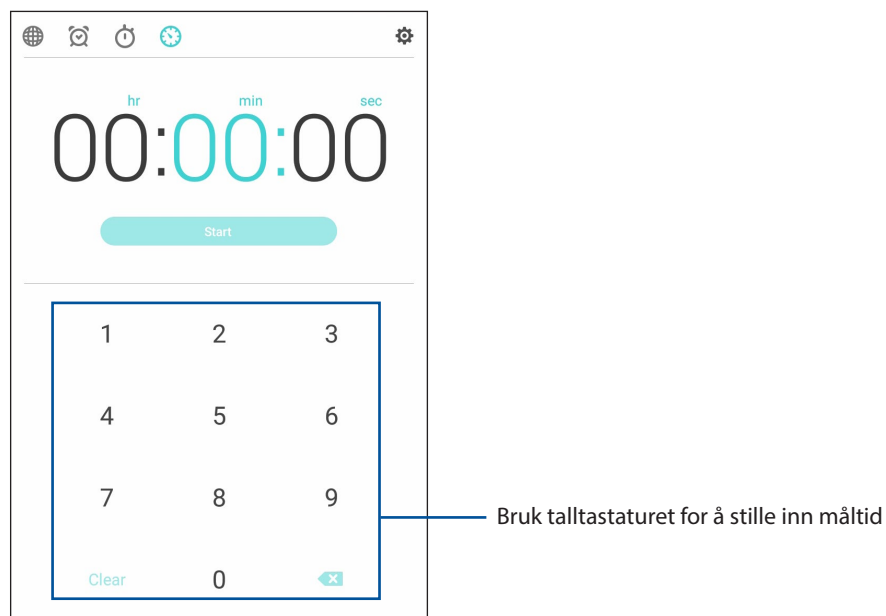 hr min sec
00:00:00
Start
1 2 3
4 5 6
7 8 9
Bruk talltastaturet for å stille inn måltid
Clear 0